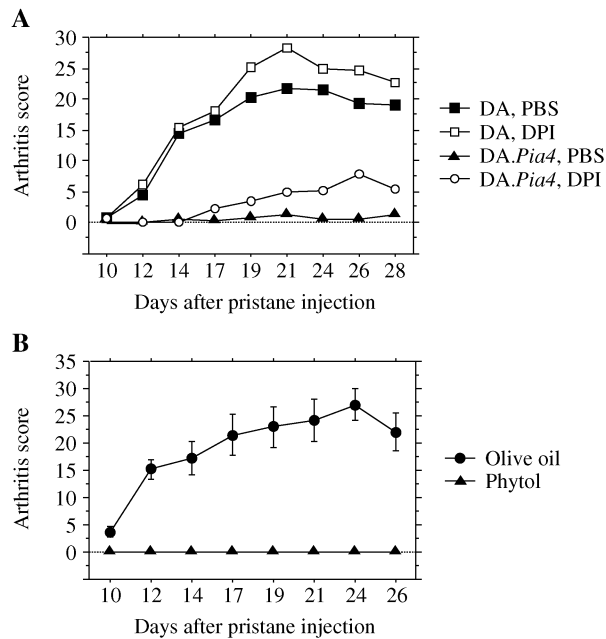 A
Arthritis score
30
25
20
15
10
5
0
10 12 14 17 19 21 24 26 28
Days after pristane injection
DA, PBS
DA, DPI
DA.Pia4, PBS
DA.Pia4, DPI
B
Arthritis score
35
30
25
20
15
10
5
0
10 12 14 17 19 21 24 26
Days after pristane injection
Olive oil
Phytol